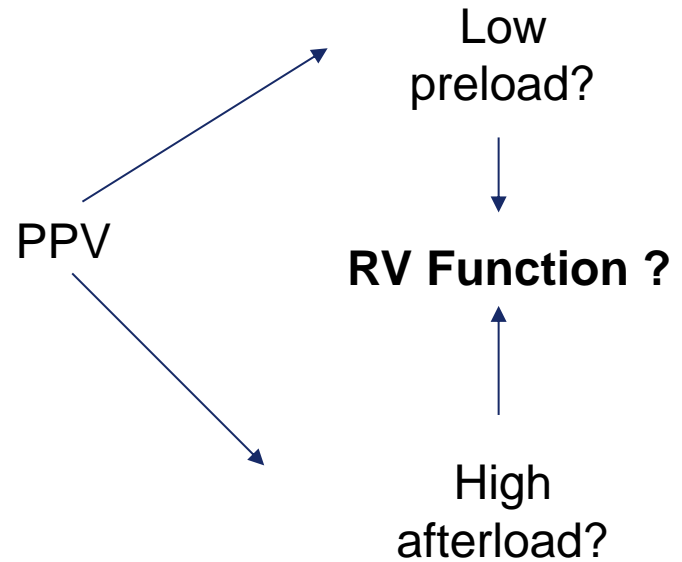 Low
preload?
PPV
RV Function ?
High
afterload?